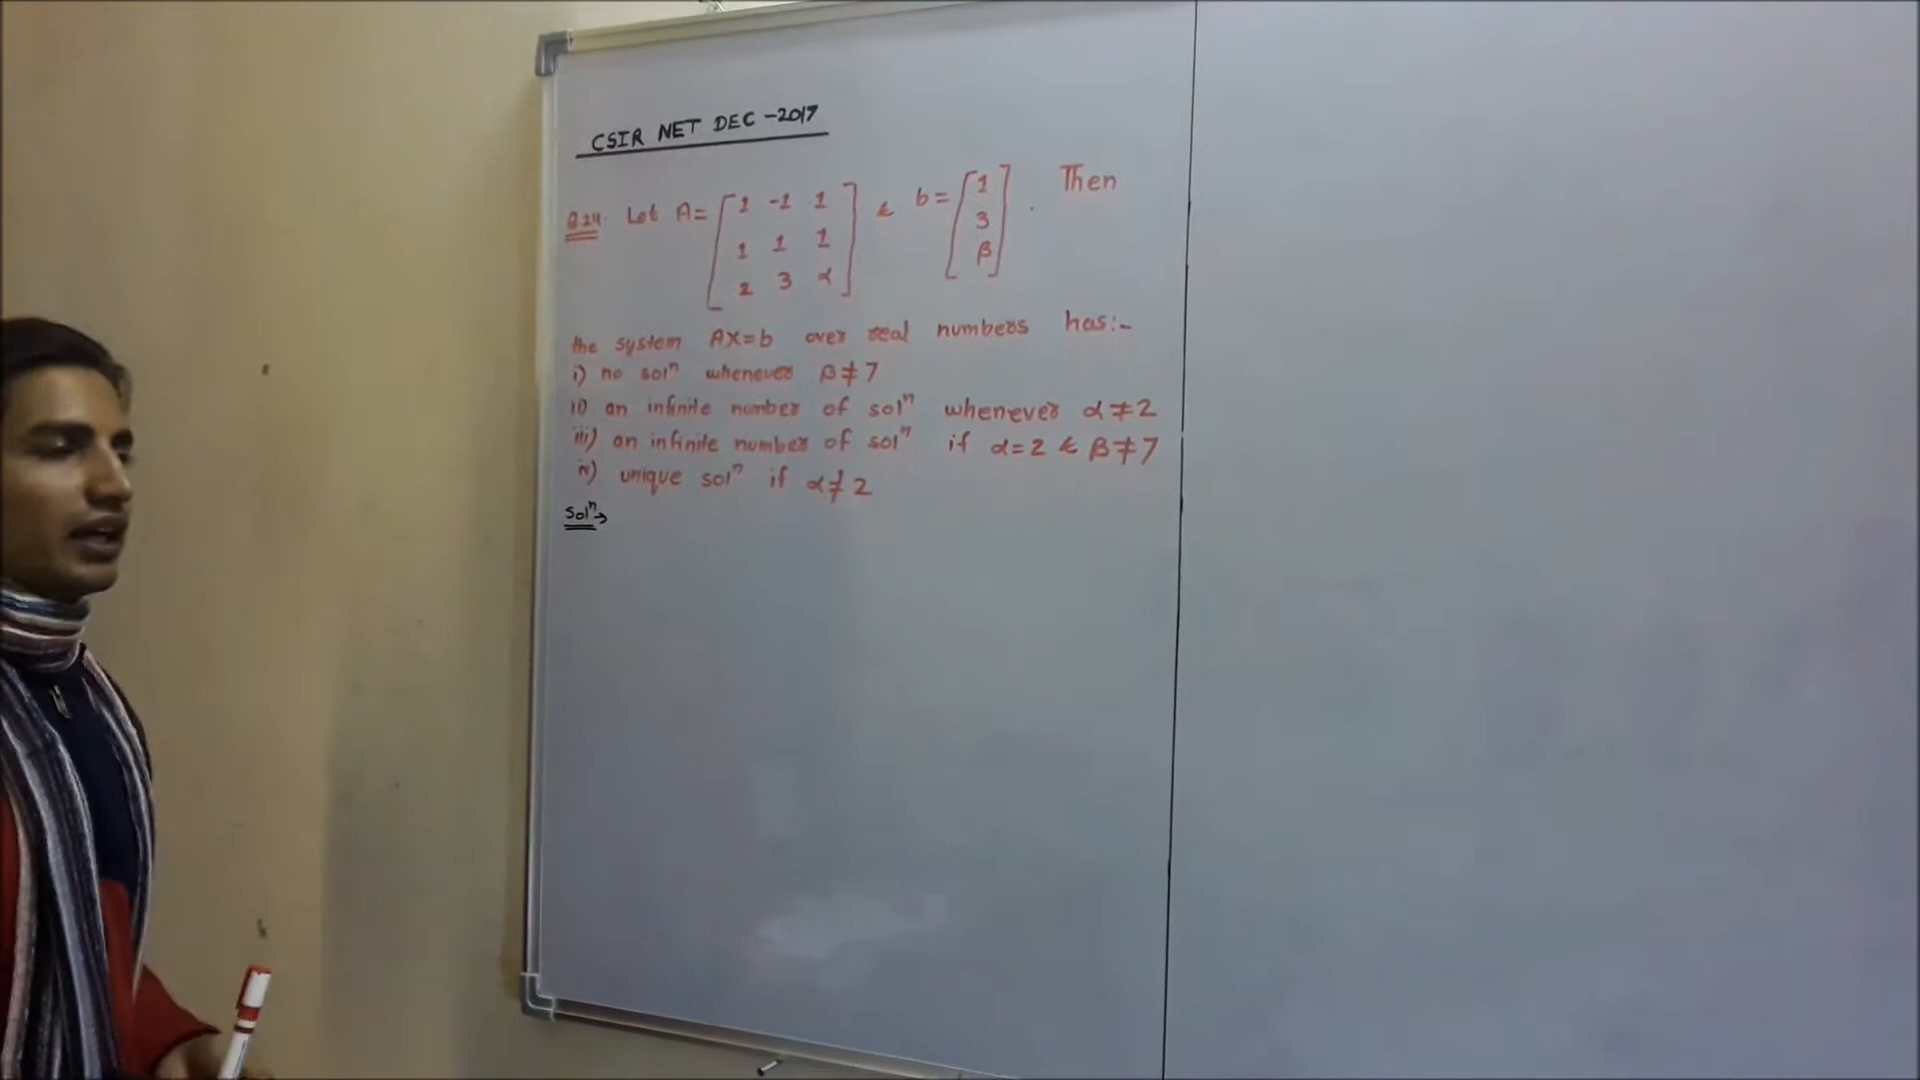 CSIR NET DEC-2017
Q.24. Let A= [1 -1 1 & b= [1 Then
1 1 1 3
2 3 α] β]
the system AX=b over real numbers has:-
i) no solⁿ whenever β≠7
ii) an infinite number of solⁿ whenever α≠2
iii) an infinite number of solⁿ if α=2 & β≠7
iv) unique solⁿ if α≠2
Solⁿ→